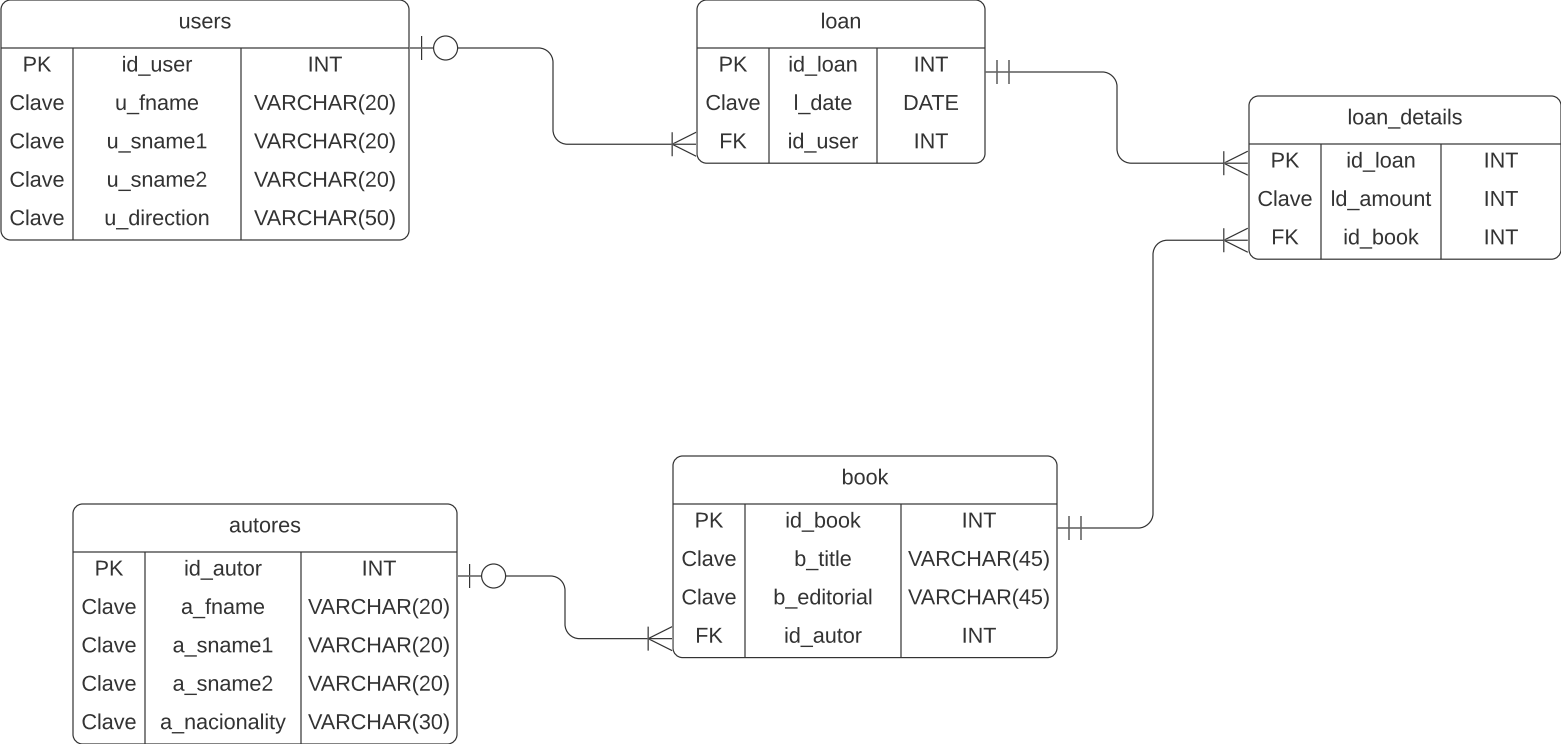 users
PK id_user INT
Clave u_fname VARCHAR(20)
Clave u_sname1 VARCHAR(20)
Clave u_sname2 VARCHAR(20)
Clave u_direction VARCHAR(50)
loan
PK id_loan INT
Clave l_date DATE
FK id_user INT
loan_details
PK id_loan INT
Clave ld_amount INT
FK id_book INT
autores
PK id_autor INT
Clave a_fname VARCHAR(20)
Clave a_sname1 VARCHAR(20)
Clave a_sname2 VARCHAR(20)
Clave a_nacionality VARCHAR(30)
book
PK id_book INT
Clave b_title VARCHAR(45)
Clave b_editorial VARCHAR(45)
FK id_autor INT